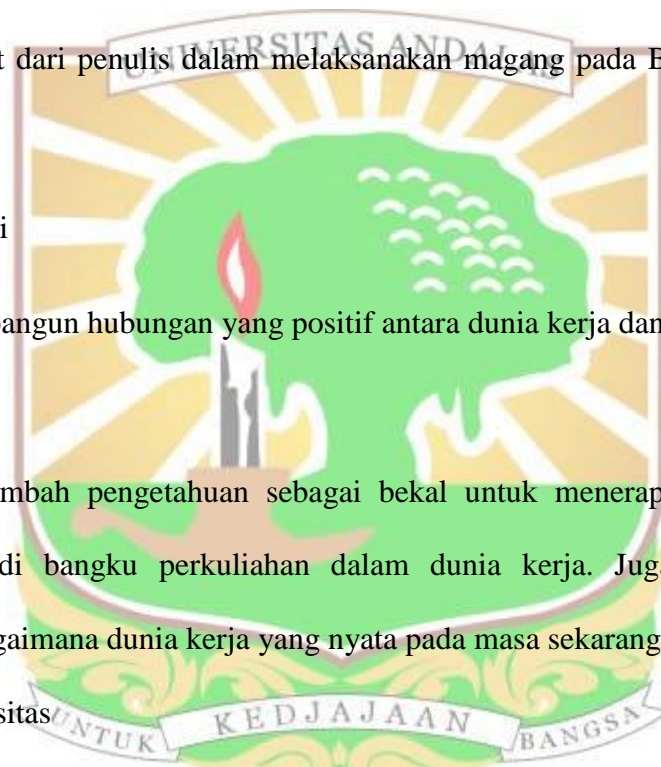 UNIVERSITAS ANDALAS
t dari penulis dalam melaksanakan magang pada B
i
bangun hubungan yang positif antara dunia kerja dan
mbah pengetahuan sebagai bekal untuk menerap
di bangku perkuliahan dalam dunia kerja. Juga
gaimana dunia kerja yang nyata pada masa sekarang
sitas
UNTUK KEDJAJAAN BANGSA